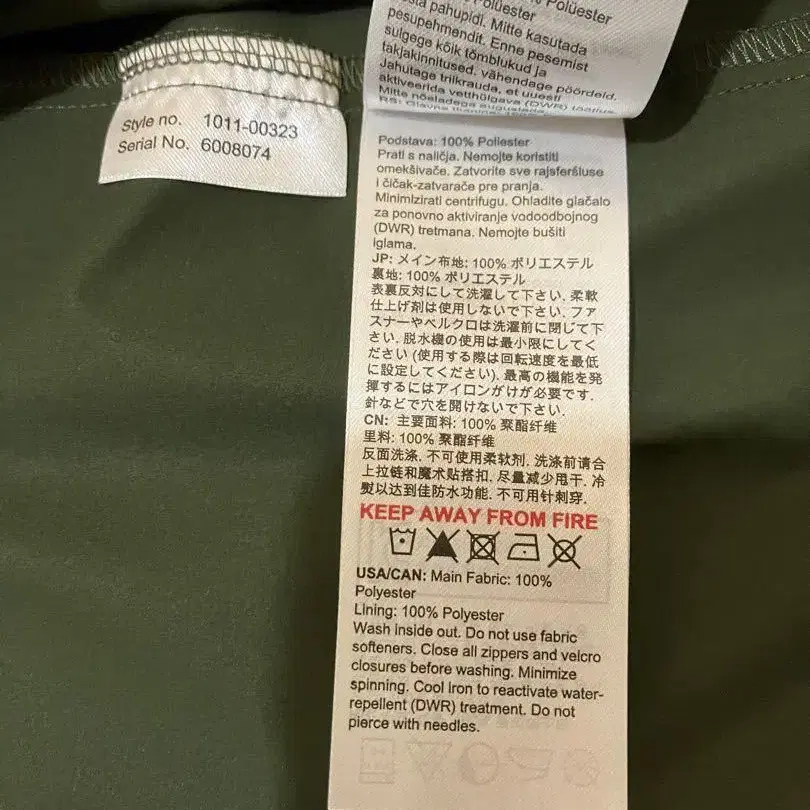 Style no. 1011-00323
Serial No. 6008074
Poliüester
pahupidi. Mitte kasutada
pesupehmendit. Enne pesemist
sulgege kõik tõmblukud ja
takjakinnitused. vähendage pöördeid.
Jahutage triikrauda, et uuesti
aktiveerida vetthülgava (DWR) töötlus.
Mitte nõeladega augustada.
Podstava: 100% Poliester
Prati s naličja. Nemojte koristiti
omekšivače. Zatvorite sve rajsferšluse
i čičak-zatvarače pre pranja.
Minimizirati centrifugu. Ohladite glačalo
za ponovno aktiviranje vodoodbojnog
(DWR) tretmana. Nemojte bušiti
iglama.
JP: メイン布地: 100% ポリエステル
裏地: 100% ポリエステル
表裏反対にして洗濯して下さい. 柔軟
仕上げ剤は使用しないで下さい. ファ
スナーやベルクロは洗濯前に閉じて下
さい. 脱水機の使用は最小限にしてく
ださい (使用する際は回転速度を最低
に設定してください). 最高の機能を発
揮するにはアイロンがけが必要です.
針などで穴を開けないで下さい.
CN: 主要面料: 100% 聚酯纤维
里料: 100% 聚酯纤维
反面洗涤. 不可使用柔软剂. 洗涤前请合
上拉链和魔术贴搭扣. 尽量减少甩干. 冷
熨以达到佳防水功能. 不可用针刺穿.
KEEP AWAY FROM FIRE
USA/CAN: Main Fabric: 100%
Polyester
Lining: 100% Polyester
Wash inside out. Do not use fabric
softeners. Close all zippers and velcro
closures before washing. Minimize
spinning. Cool Iron to reactivate water-
repellent (DWR) treatment. Do not
pierce with needles.